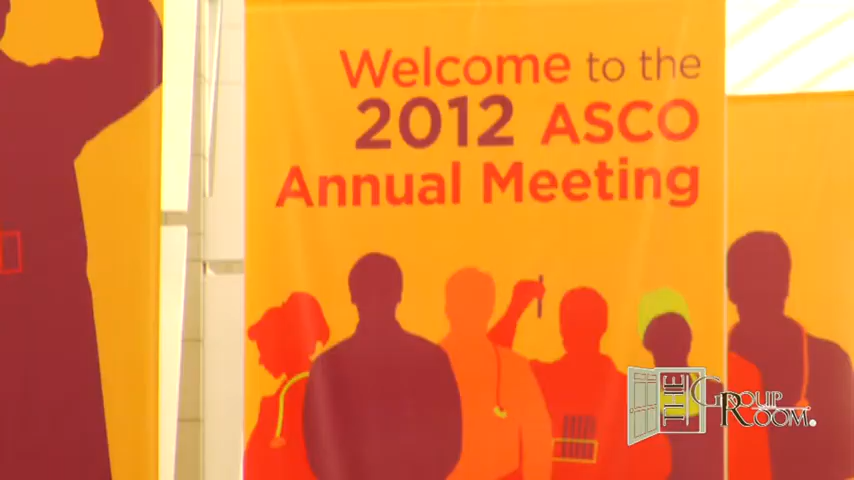 Welcome to the
2012 ASCO
Annual Meeting
THE
GROUP
ROOM.